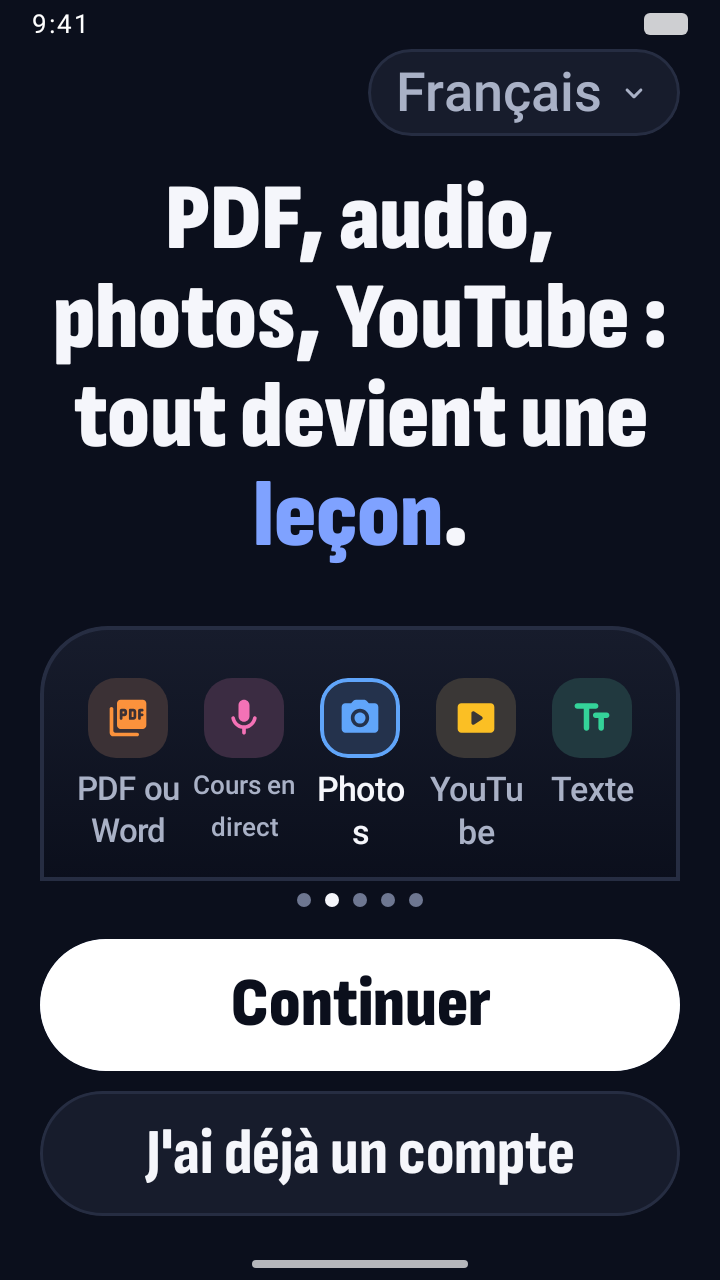 9:41
Français
PDF, audio,
photos, YouTube :
tout devient une
leçon.
PDF
PDF ou
Word
Cours en
direct
Photo
s
YouTu
be
Texte
Continuer
J'ai déjà un compte